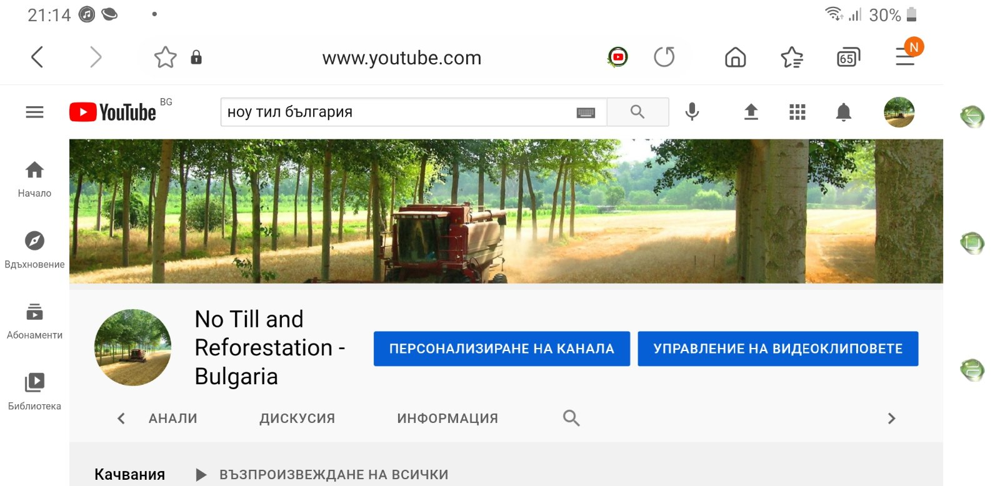 21:14
30%
www.youtube.com
65
N
YouTube BG
ноу тил българия
Начало
Вдъхновение
Абонаменти
Библиотека
No Till and
Reforestation -
Bulgaria
ПЕРСОНАЛИЗИРАНЕ НА КАНАЛА
УПРАВЛЕНИЕ НА ВИДЕОКЛИПОВЕТЕ
АНАЛИ
ДИСКУСИЯ
ИНФОРМАЦИЯ
Качвания
ВЪЗПРОИЗВЕЖДАНЕ НА ВСИЧКИ